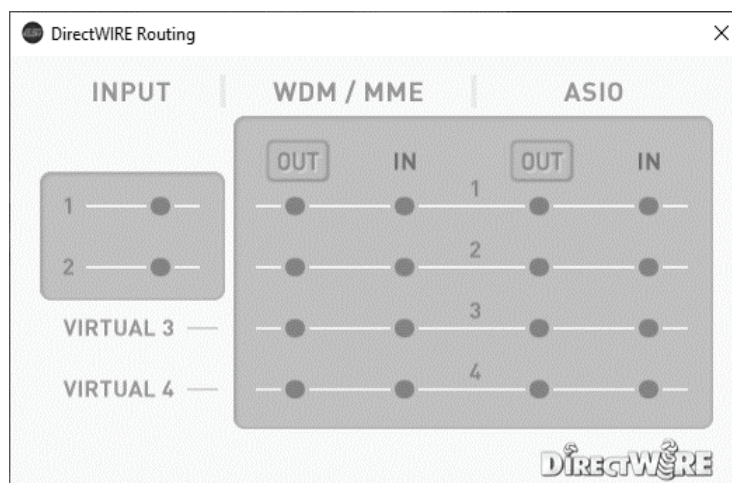 DirectWIRE Routing
INPUT WDM / MME ASIO
OUT IN OUT IN
1 1
2 2
VIRTUAL 3 3
VIRTUAL 4 4
DIRECTWIRE